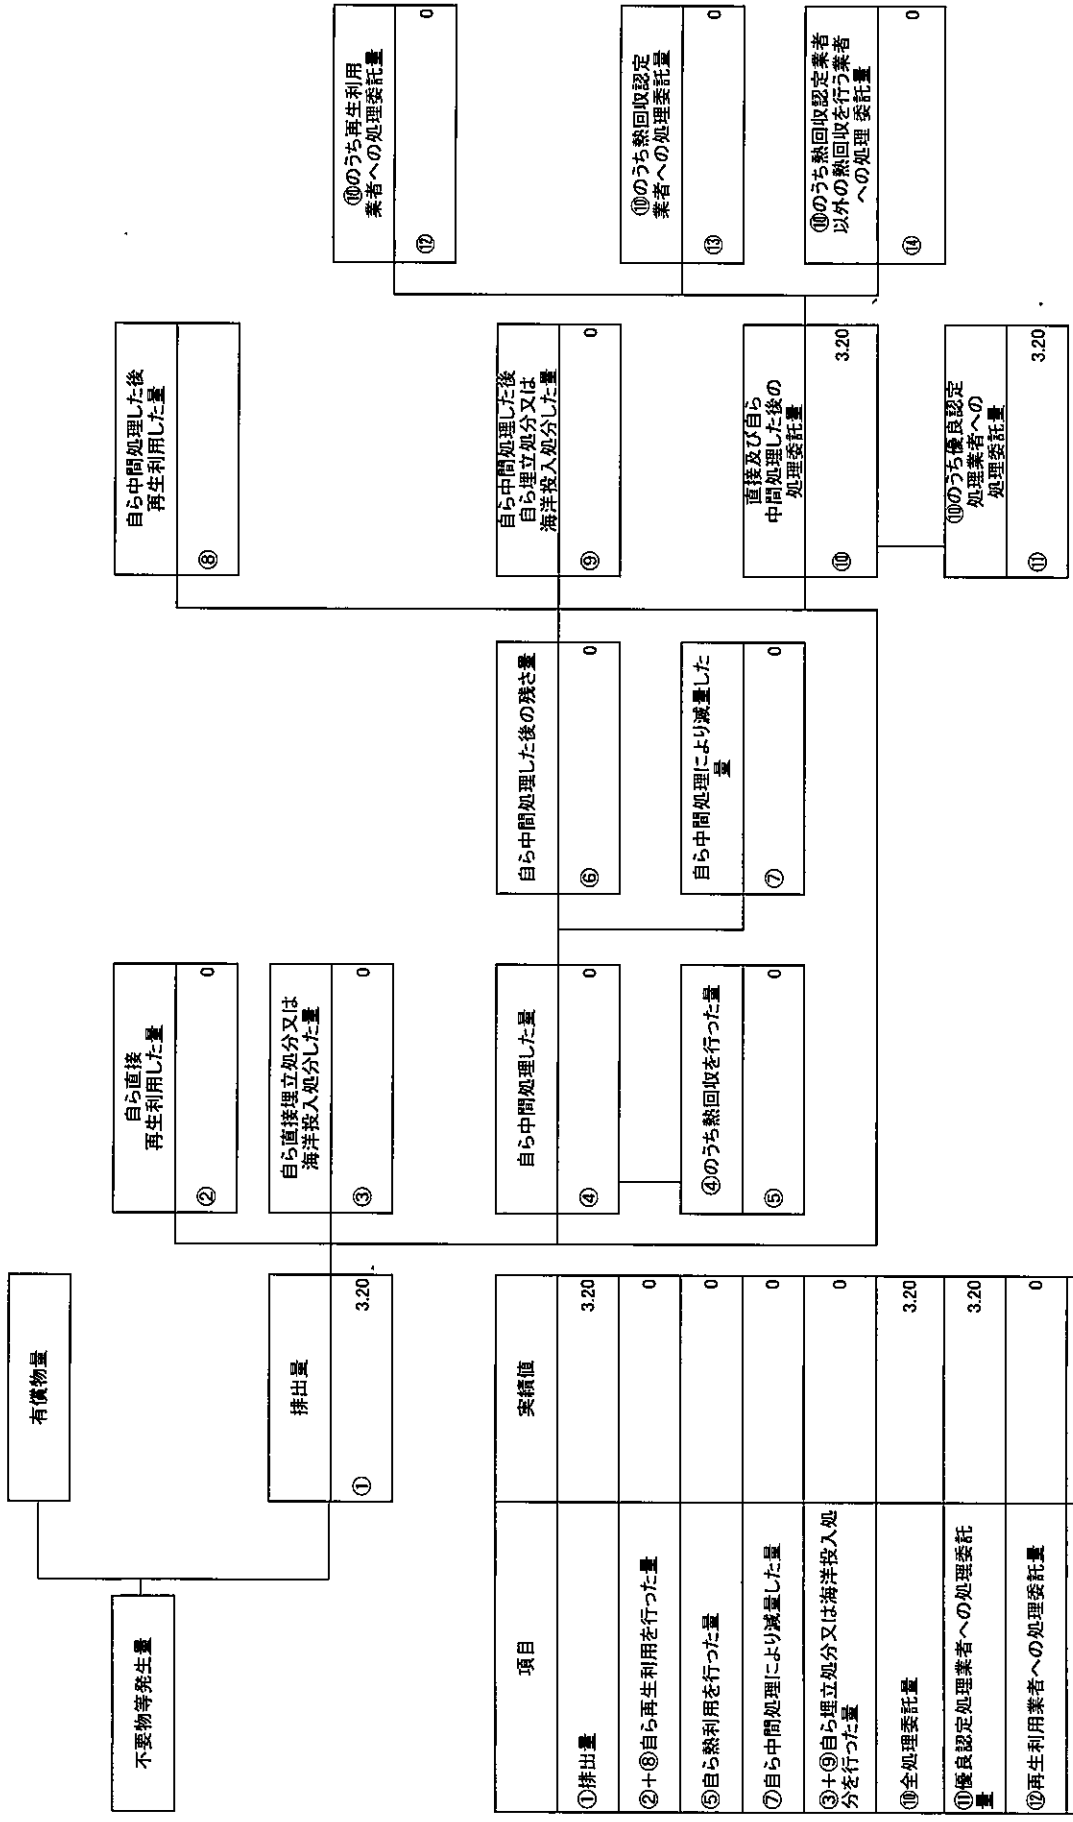 不要物等発生量
有償物量
排出量
① 3.20
自ら直接
再生利用した量
② 0
自ら直接埋立処分又は
海洋投入処分した量
③ 0
自ら中間処理した量
④ 0
④のうち熱回収を行った量
⑤ 0
自ら中間処理した後の残さ量
⑥ 0
自ら中間処理により減量した
量
⑦ 0
自ら中間処理した後
再生利用した量
⑧
自ら中間処理した後
自ら埋立処分又は
海洋投入処分した量
⑨ 0
直接及び自ら
中間処理した後の
処理委託量
⑩ 3.20
⑩のうち優良認定
処理業者への
処理委託量
⑪ 3.20
⑩のうち再生利用
業者への処理委託量
⑫ 0
⑩のうち熱回収認定
業者への処理委託量
⑬ 0
⑩のうち熱回収認定業者
以外の熱回収を行う業者
への処理 委託量
⑭ 0
項目 実績値
①排出量 3.20
②+⑧自ら再生利用を行った量 0
⑤自ら熱利用を行った量 0
⑦自ら中間処理により減量した量 0
③+⑨自ら埋立処分又は海洋投入処
分を行った量 0
⑩全処理委託量 3.20
⑪優良認定処理業者への処理委託
量 3.20
⑫再生利用業者への処理委託量 0